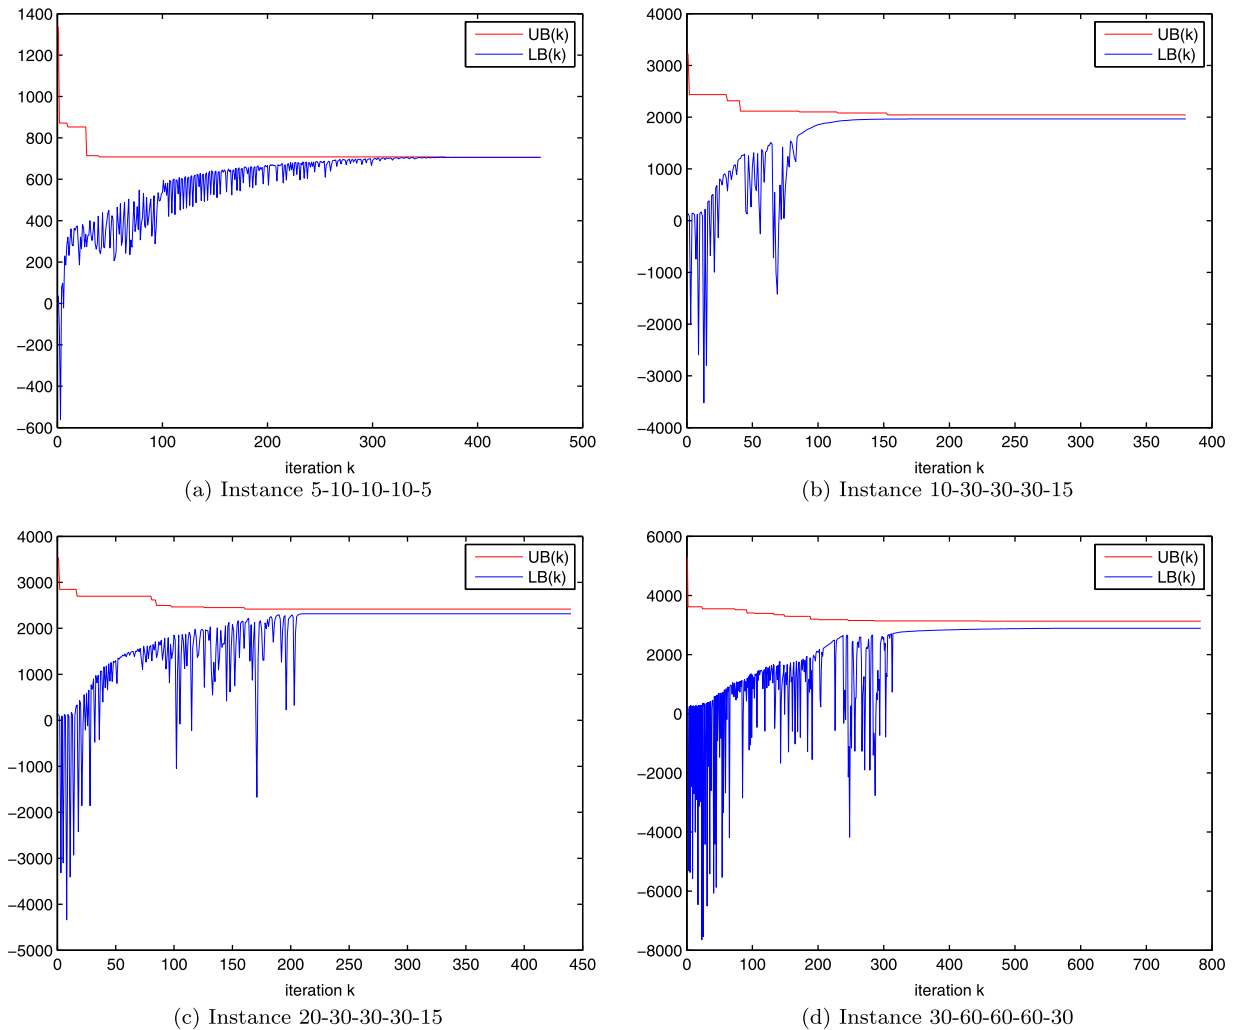 1400
1200
1000
800
600
400
200
0
−200
−400
−600
0 100 200 300 400 500
UB(k)
LB(k)
iteration k
(a) Instance 5-10-10-10-5
4000
3000
2000
1000
0
−1000
−2000
−3000
−4000
0 50 100 150 200 250 300 350 400
UB(k)
LB(k)
iteration k
(b) Instance 10-30-30-30-15
4000
3000
2000
1000
0
−1000
−2000
−3000
−4000
−5000
0 50 100 150 200 250 300 350 400 450
UB(k)
LB(k)
iteration k
(c) Instance 20-30-30-30-15
6000
4000
2000
0
−2000
−4000
−6000
−8000
0 100 200 300 400 500 600 700 800
UB(k)
LB(k)
iteration k
(d) Instance 30-60-60-60-30